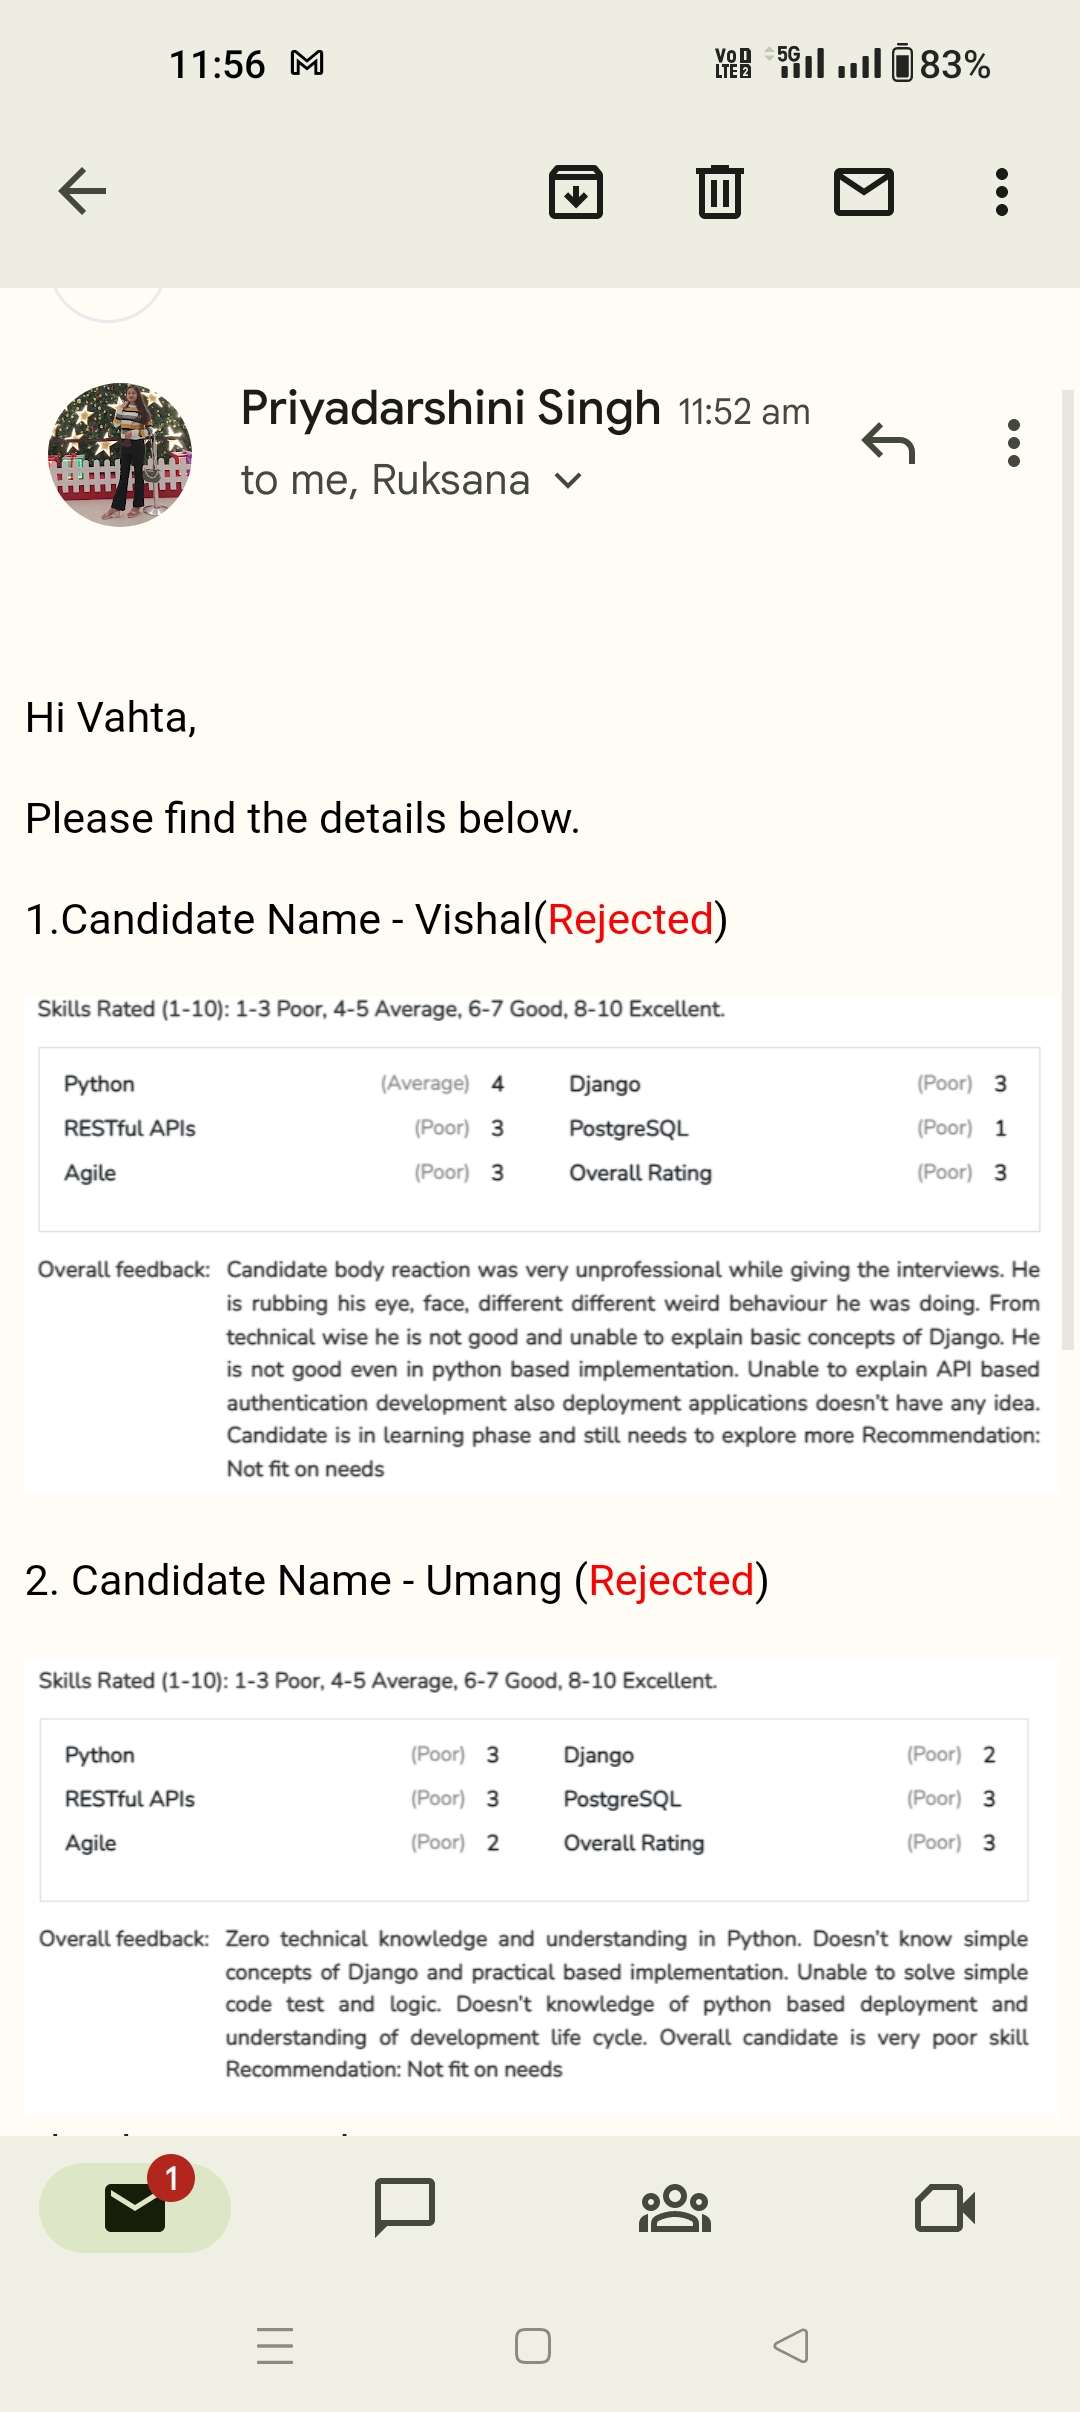 11:56 VoD LTE 2 5G 83%
Priyadarshini Singh 11:52 am
to me, Ruksana
Hi Vahta,
Please find the details below.
1.Candidate Name - Vishal(Rejected)
Skills Rated (1-10): 1-3 Poor, 4-5 Average, 6-7 Good, 8-10 Excellent.
Python (Average) 4 Django (Poor) 3
RESTful APIs (Poor) 3 PostgreSQL (Poor) 1
Agile (Poor) 3 Overall Rating (Poor) 3
Overall feedback: Candidate body reaction was very unprofessional while giving the interviews. He
is rubbing his eye, face, different different weird behaviour he was doing. From
technical wise he is not good and unable to explain basic concepts of Django. He
is not good even in python based implementation. Unable to explain API based
authentication development also deployment applications doesn't have any idea.
Candidate is in learning phase and still needs to explore more Recommendation:
Not fit on needs
2. Candidate Name - Umang (Rejected)
Skills Rated (1-10): 1-3 Poor, 4-5 Average, 6-7 Good, 8-10 Excellent.
Python (Poor) 3 Django (Poor) 2
RESTful APIs (Poor) 3 PostgreSQL (Poor) 3
Agile (Poor) 2 Overall Rating (Poor) 3
Overall feedback: Zero technical knowledge and understanding in Python. Doesn't know simple
concepts of Django and practical based implementation. Unable to solve simple
code test and logic. Doesn't knowledge of python based deployment and
understanding of development life cycle. Overall candidate is very poor skill
Recommendation: Not fit on needs
1